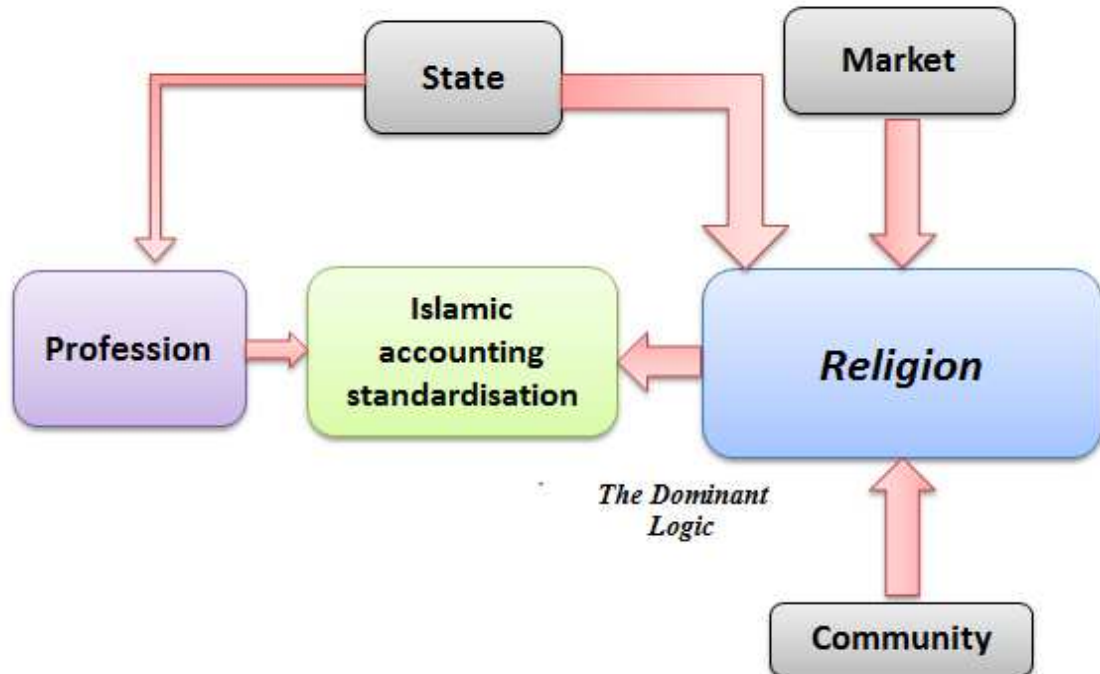 State
Market
Profession
Islamic
accounting
standardisation
Religion
The Dominant
Logic
Community